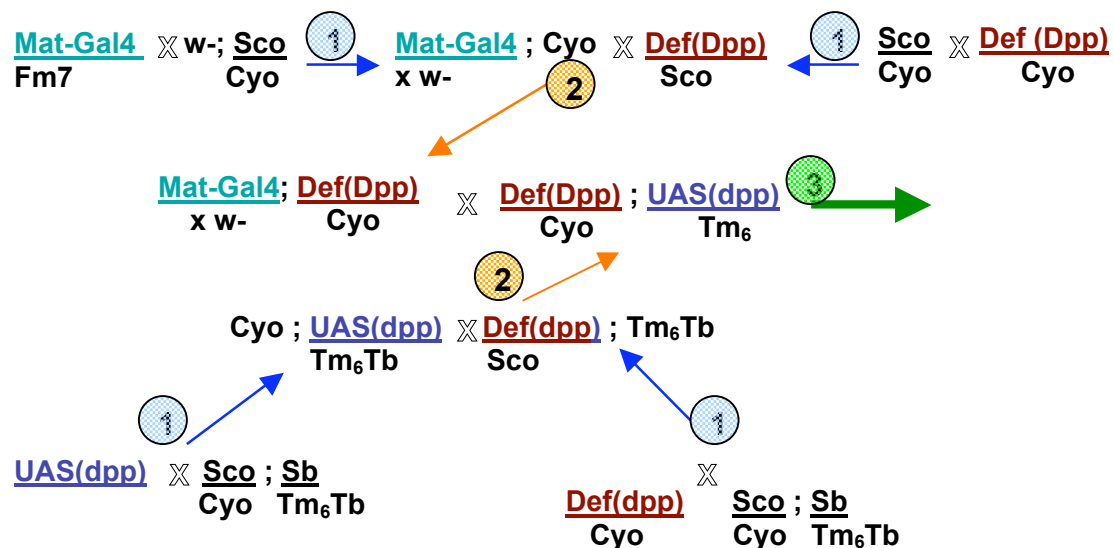 Mat-Gal4 X w-; Sco 1 Mat-Gal4 ; Cyo X Def(Dpp) 1 Sco X Def (Dpp)
Fm7 Cyo x w- Sco Cyo Cyo
2
Mat-Gal4; Def(Dpp) X Def(Dpp) ; UAS(dpp) 3
x w- Cyo Cyo Tm6
2
Cyo ; UAS(dpp) X Def(dpp) ; Tm6Tb
Tm6Tb Sco
1 1
UAS(dpp) X Sco ; Sb X
Cyo Tm6Tb
Def(dpp) Sco ; Sb
Cyo Cyo Tm6Tb